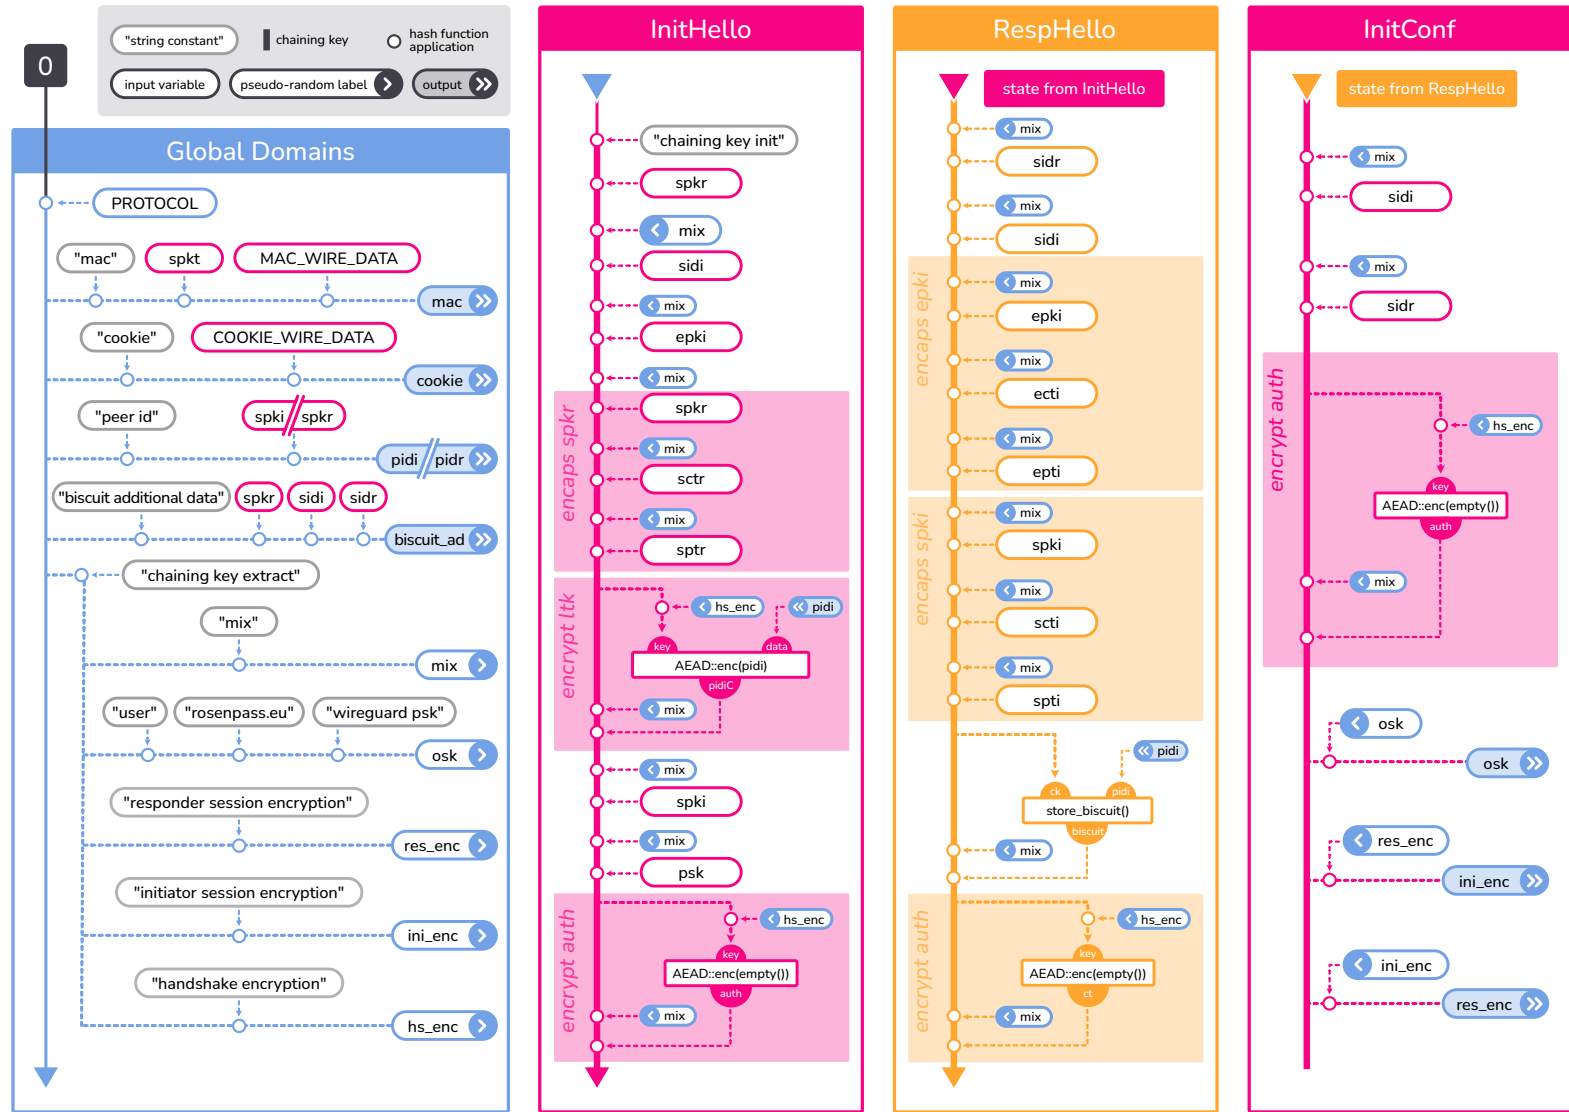 "string constant"
chaining key
hash function
application
input variable
pseudo-random label
output
0
Global Domains
PROTOCOL
"mac"
spkt
MAC_WIRE_DATA
mac
"cookie"
COOKIE_WIRE_DATA
cookie
"peer id"
spki
spkr
pidi
pidr
"biscuit additional data"
spkr
sidi
sidr
biscuit_ad
"chaining key extract"
"mix"
mix
"user"
"rosenpass.eu"
"wireguard psk"
osk
"responder session encryption"
res_enc
"initiator session encryption"
ini_enc
"handshake encryption"
hs_enc
InitHello
"chaining key init"
spkr
mix
sidi
mix
epki
mix
encaps spkr
spkr
mix
sctr
mix
sptr
encrypt ltk
hs_enc
pidi
key
data
AEAD::enc(pidi)
pidiC
mix
mix
spki
mix
psk
encrypt auth
hs_enc
key
AEAD::enc(empty())
auth
mix
RespHello
state from InitHello
mix
sidr
mix
sidi
encaps epki
mix
epki
mix
ecti
mix
epti
encaps spki
mix
spki
mix
scti
mix
spti
pidi
ck
pidi
store_biscuit()
biscuit
mix
encrypt auth
hs_enc
key
AEAD::enc(empty())
ct
mix
InitConf
state from RespHello
mix
sidi
mix
sidr
encrypt auth
hs_enc
key
AEAD::enc(empty())
auth
mix
osk
osk
res_enc
ini_enc
ini_enc
res_enc